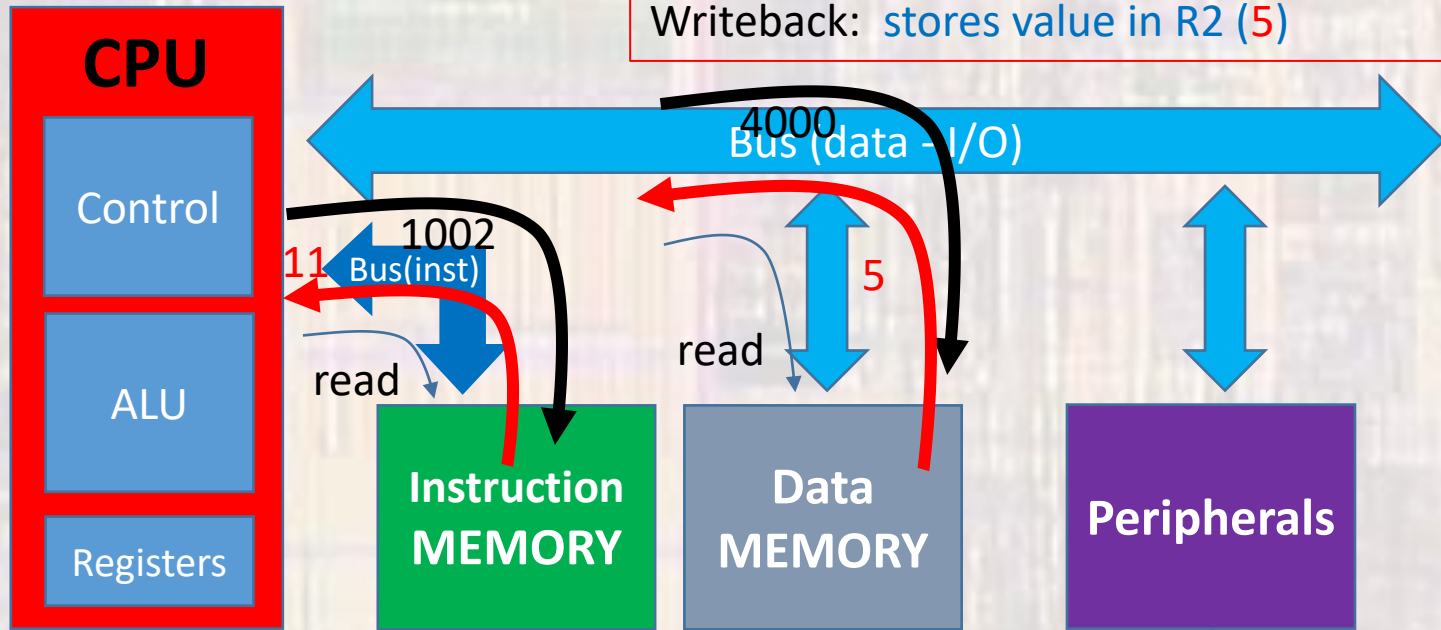 Writeback: stores value in R2 (5)
CPU
Control
ALU
Registers
4000
Bus (data - I/O)
1002
11
Bus(inst)
5
read
read
Instruction
MEMORY
Data
MEMORY
Peripherals